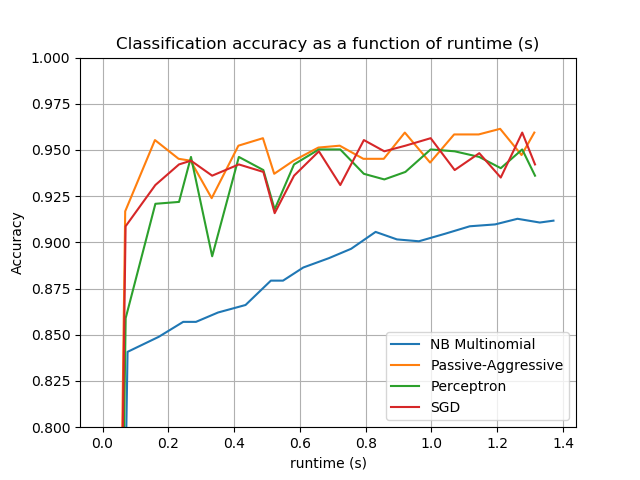 Classification accuracy as a function of runtime (s)
1.000
0.975
0.950
0.925
0.900
0.875
0.850
0.825
0.800
Accuracy
NB Multinomial
Passive-Aggressive
Perceptron
SGD
0.0 0.2 0.4 0.6 0.8 1.0 1.2 1.4
runtime (s)